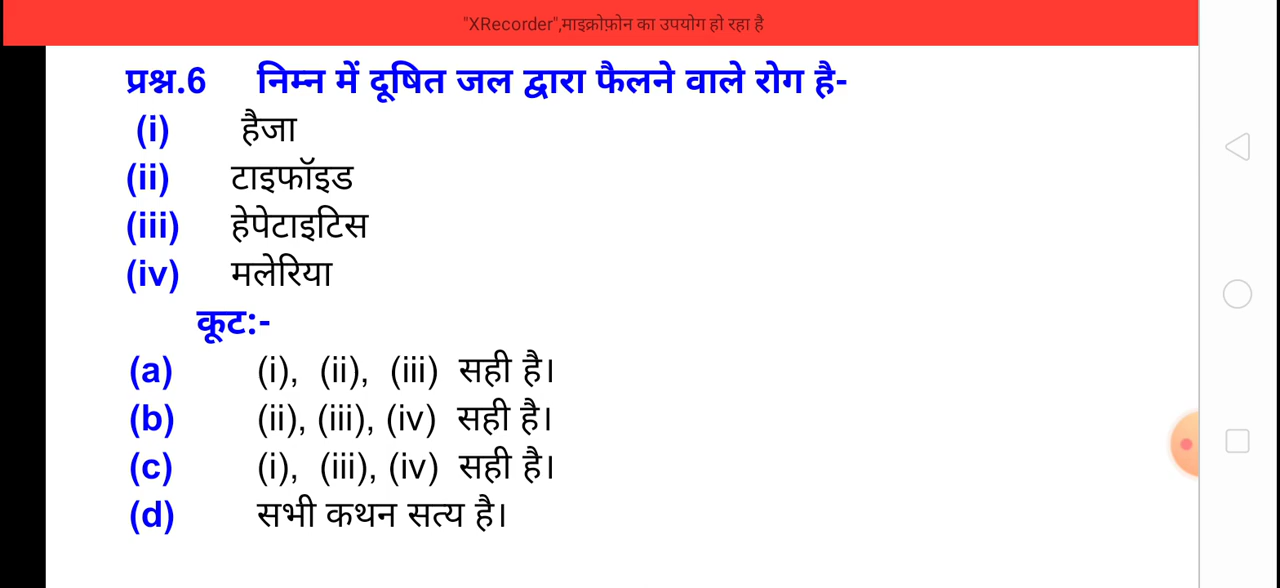 "XRecorder",माइक्रोफ़ोन का उपयोग हो रहा है
प्रश्न.6 निम्न में दूषित जल द्वारा फैलने वाले रोग है-
(i) हैजा
(ii) टाइफॉइड
(iii) हेपेटाइटिस
(iv) मलेरिया
कूट:-
(a) (i), (ii), (iii) सही है।
(b) (ii), (iii), (iv) सही है।
(c) (i), (iii), (iv) सही है।
(d) सभी कथन सत्य है।